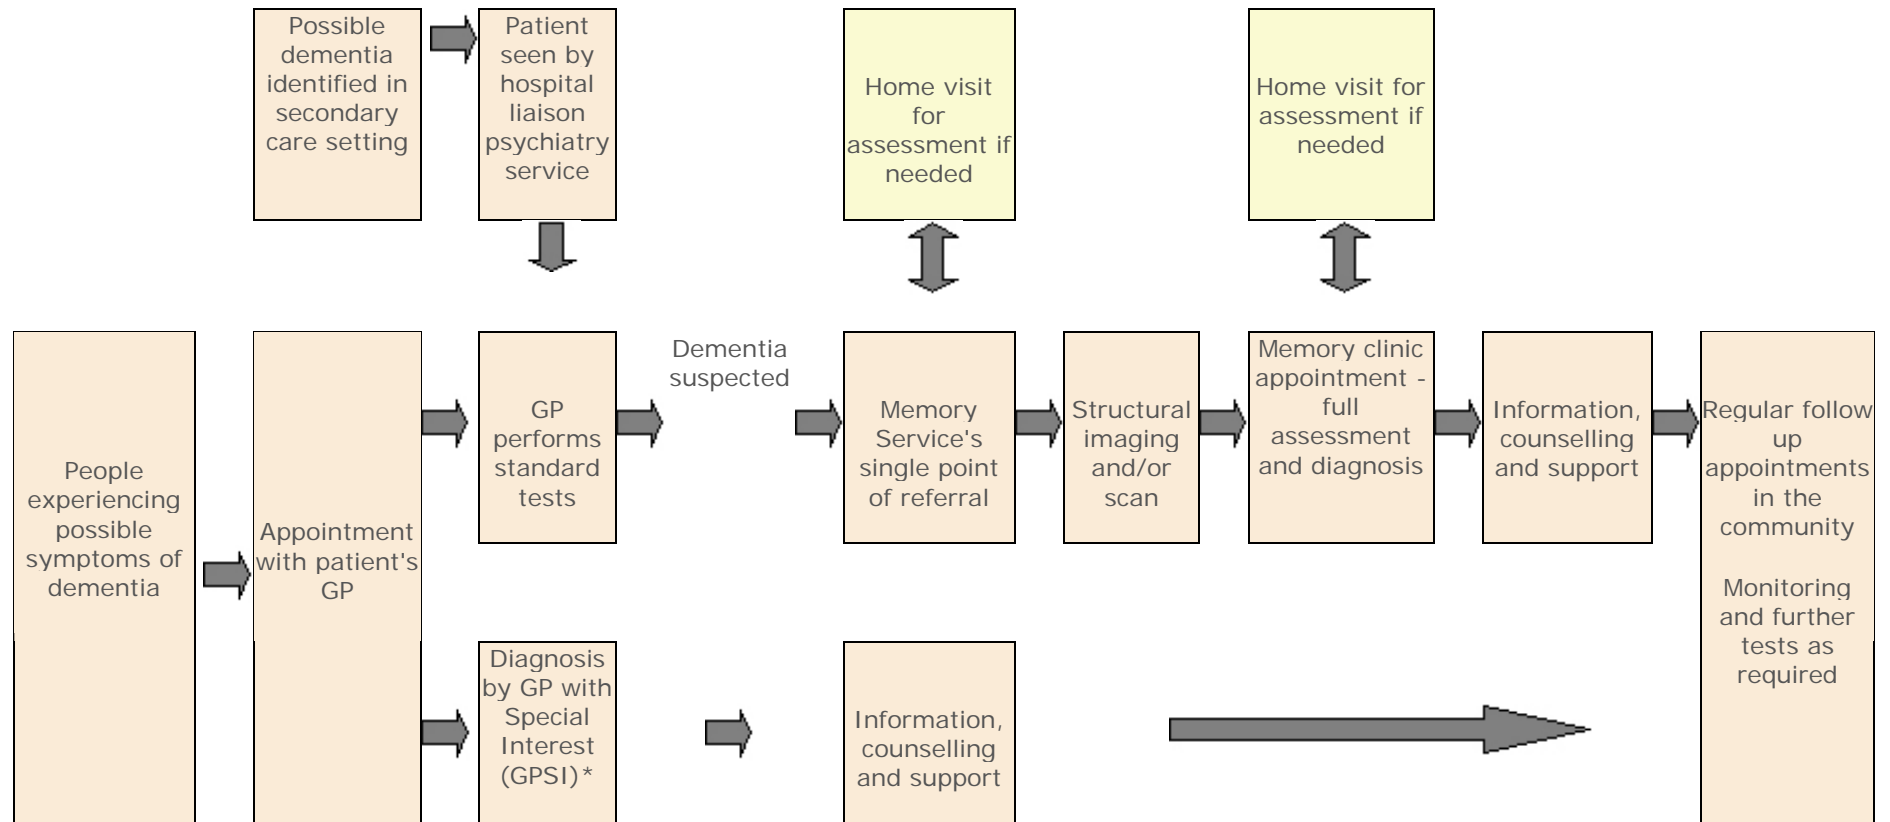 Possible
dementia
identified in
secondary
care setting
Patient
seen by
hospital
liaison
psychiatry
service
Home visit
for
assessment if
needed
Home visit for
assessment if
needed
People
experiencing
possible
symptoms of
dementia
Appointment
with patient's
GP
GP
performs
standard
tests
Dementia
suspected
Memory
Service's
single point
of referral
Structural
imaging
and/or
scan
Memory clinic
appointment -
full
assessment
and diagnosis
Information,
counselling
and support
Regular follow
up
appointments
in the
community
Monitoring
and further
tests as
required
Diagnosis
by GP with
Special
Interest
(GPSI)*
Information,
counselling
and support